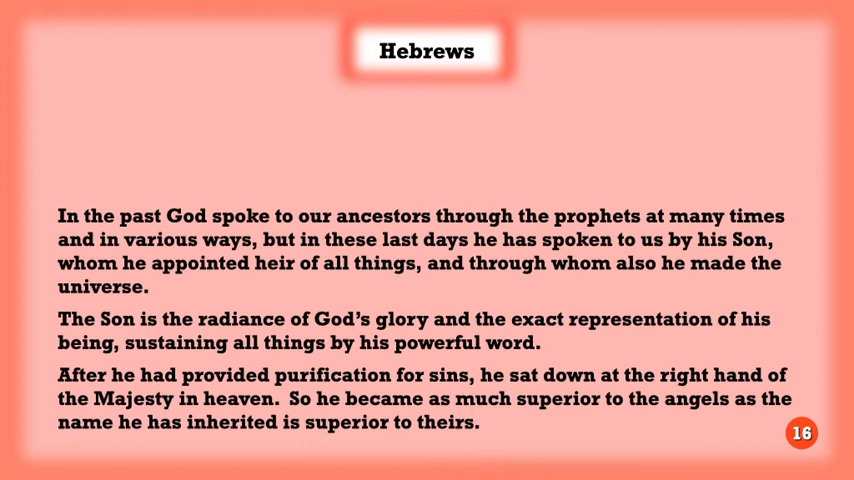 Hebrews
In the past God spoke to our ancestors through the prophets at many times
and in various ways, but in these last days he has spoken to us by his Son,
whom he appointed heir of all things, and through whom also he made the
universe.
The Son is the radiance of God’s glory and the exact representation of his
being, sustaining all things by his powerful word.
After he had provided purification for sins, he sat down at the right hand of
the Majesty in heaven.  So he became as much superior to the angels as the
name he has inherited is superior to theirs.
16